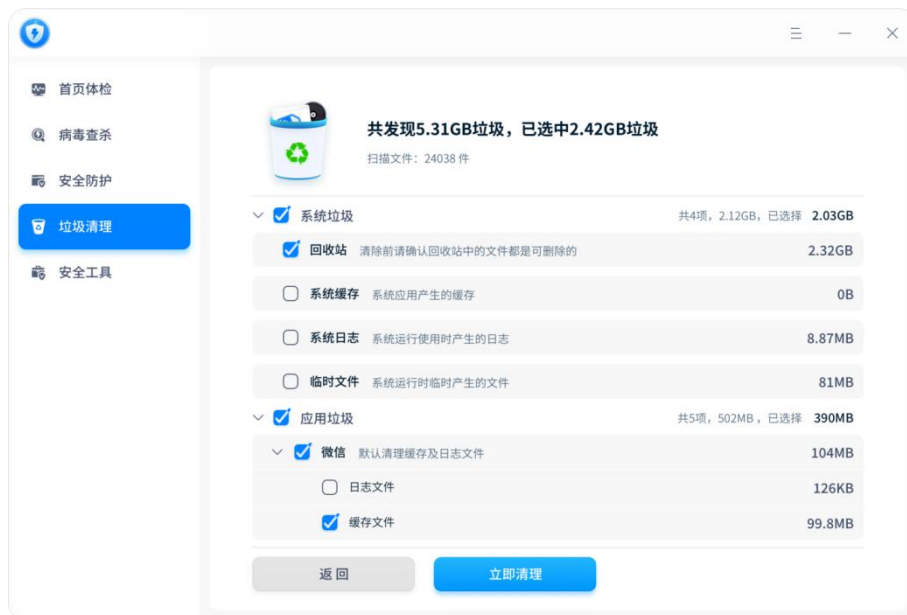 首页体检
病毒查杀
安全防护
垃圾清理
安全工具
共发现5.31GB垃圾，已选中2.42GB垃圾
扫描文件：24038 件
系统垃圾 共4项，2.12GB，已选择 2.03GB
回收站 清除前请确认回收站中的文件都是可删除的 2.32GB
系统缓存 系统应用产生的缓存 0B
系统日志 系统运行使用时产生的日志 8.87MB
临时文件 系统运行时临时产生的文件 81MB
应用垃圾 共5项，502MB ，已选择 390MB
微信 默认清理缓存及日志文件 104MB
日志文件 126KB
缓存文件 99.8MB
返回 立即清理